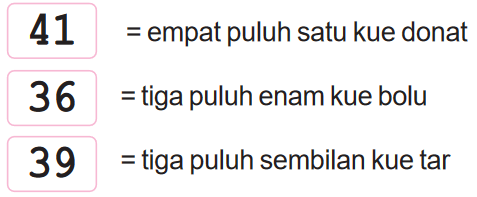 41 = empat puluh satu kue donat
36 = tiga puluh enam kue bolu
39 = tiga puluh sembilan kue tar